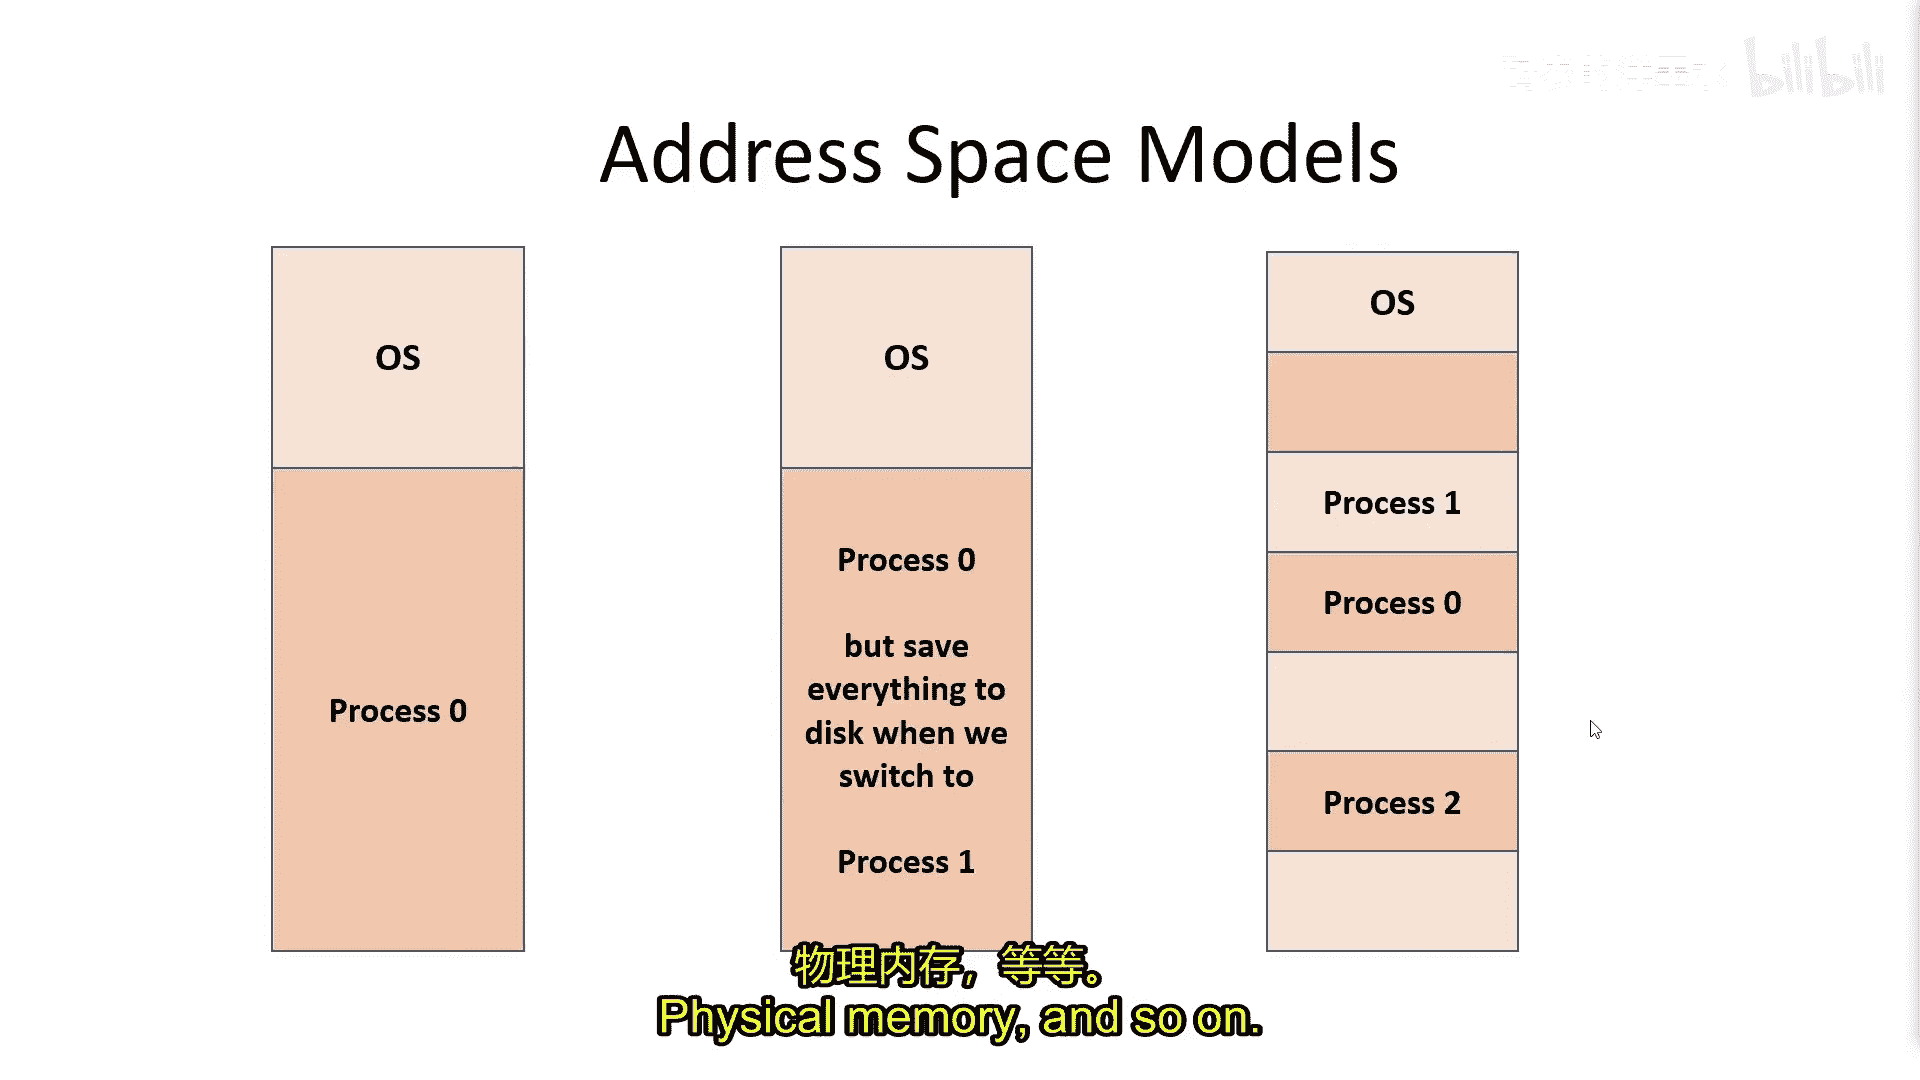 bilibili
Address Space Models
OS
Process 0
OS
Process 0
but save
everything to
disk when we
switch to
Process 1
OS
Process 1
Process 0
Process 2
物理内存，等等。
Physical memory, and so on.